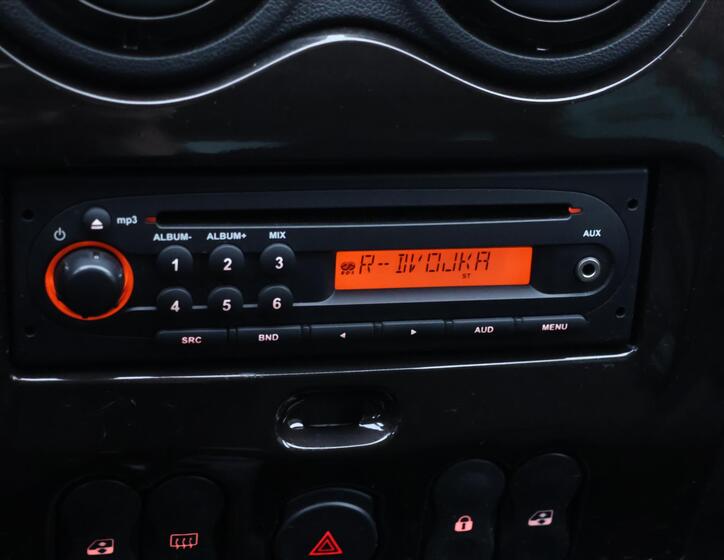 mp3
ALBUM- ALBUM+ MIX
AUX
1 2 3
R--DVOJKA
ST
4 5 6
SRC BND AUD MENU